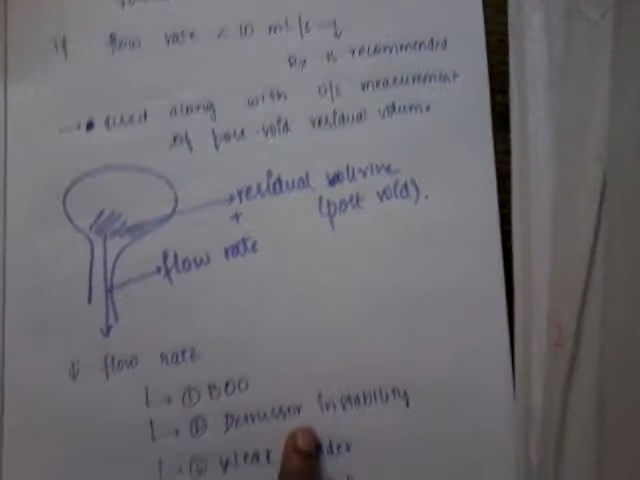 If flow rate < 10 ml/s →
Rx is recommended
→ • used along with U/S measurement
of post void residual volume
→ residual urine
+ (post void).
→ flow rate
↓ flow rate
↳ ① BOO
↳ ② Detrusor instability
↳ ③ Weak